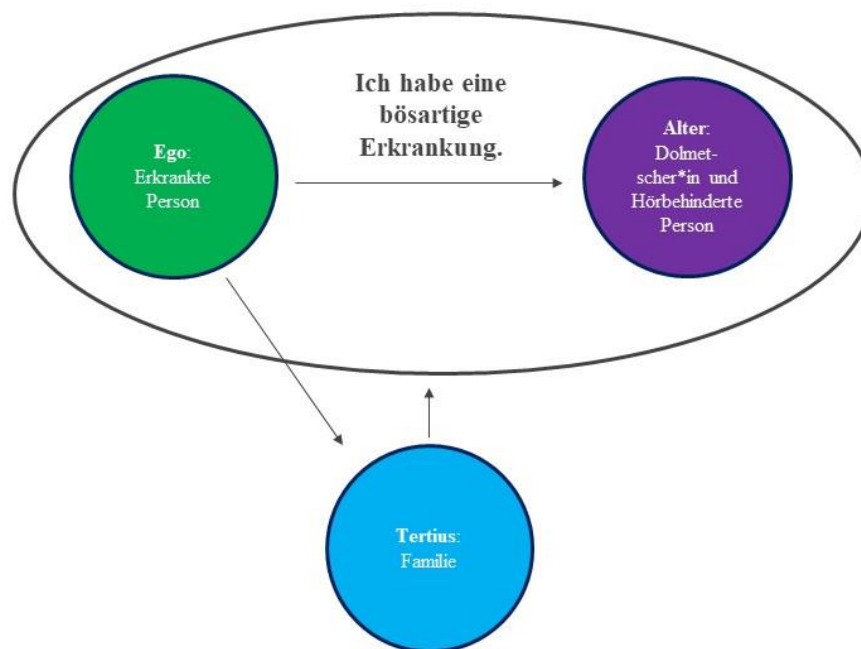 Ich habe eine
bösartige
Erkrankung.
Ego:
Erkrankte
Person
Alter:
Dolmet-
scher*in und
Hörbehinderte
Person
Tertius:
Familie